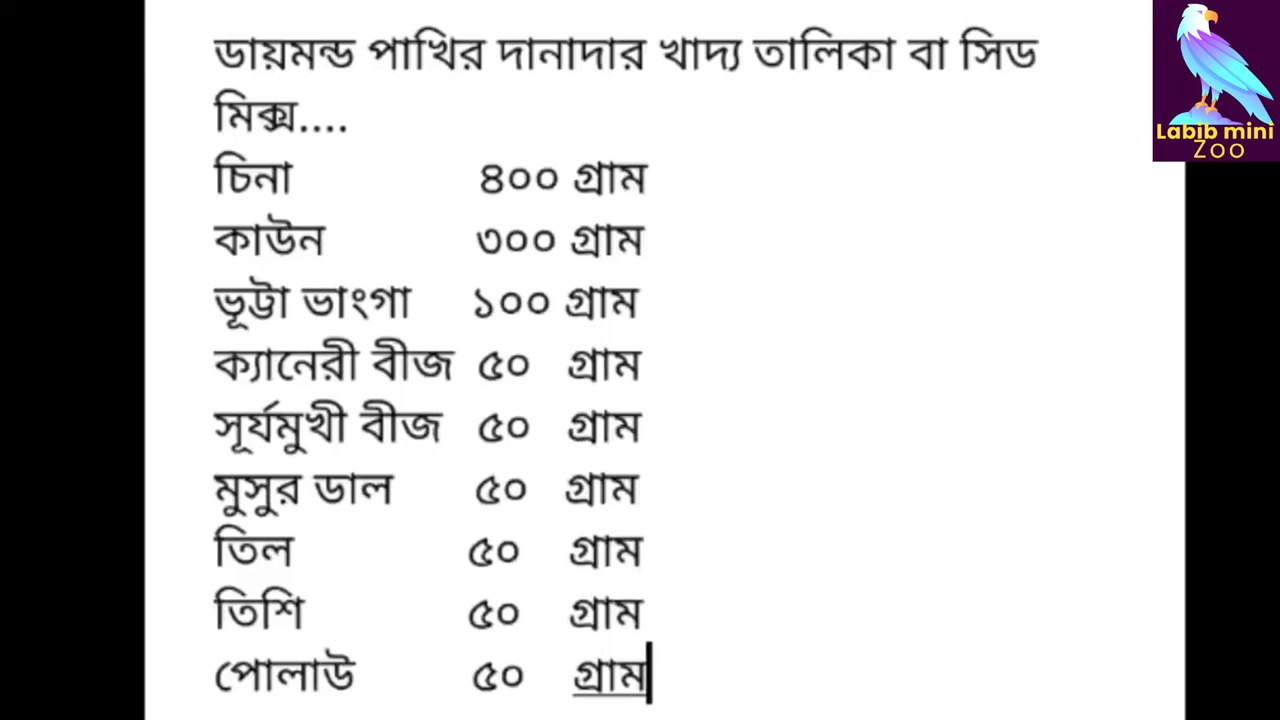 ডায়মন্ড পাখির দানাদার খাদ্য তালিকা বা সিড
মিক্স....
চিনা ৪০০ গ্রাম
কাউন ৩০০ গ্রাম
ভূট্টা ভাংগা ১০০ গ্রাম
ক্যানেরী বীজ ৫০ গ্রাম
সূর্যমুখী বীজ ৫০ গ্রাম
মুসুর ডাল ৫০ গ্রাম
তিল ৫০ গ্রাম
তিশি ৫০ গ্রাম
পোলাউ ৫০ গ্রাম
Labib mini
Zoo